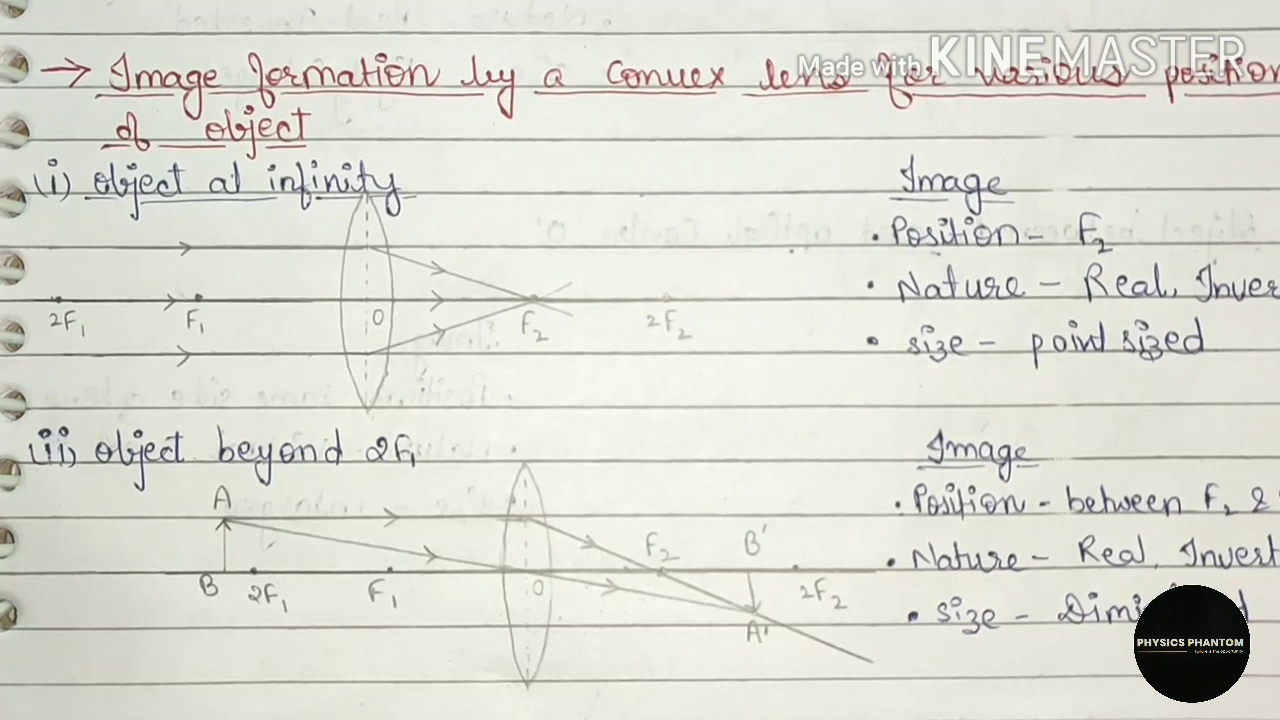 → Image formation by a convex lens for various position
of object
(i) object at infinity
Image
• Position - F₂
• Nature - Real, Inver
• size - point sized
2F₁ F₁ O F₂ 2F₂
(ii) object beyond 2F₁
Image
• Position - between F₂ &
• Nature - Real, Invert
• size -
A F₂ B'
B 2F₁ F₁ O 2F₂
A'
Made with KINEMASTER
PHYSICS PHANTOM